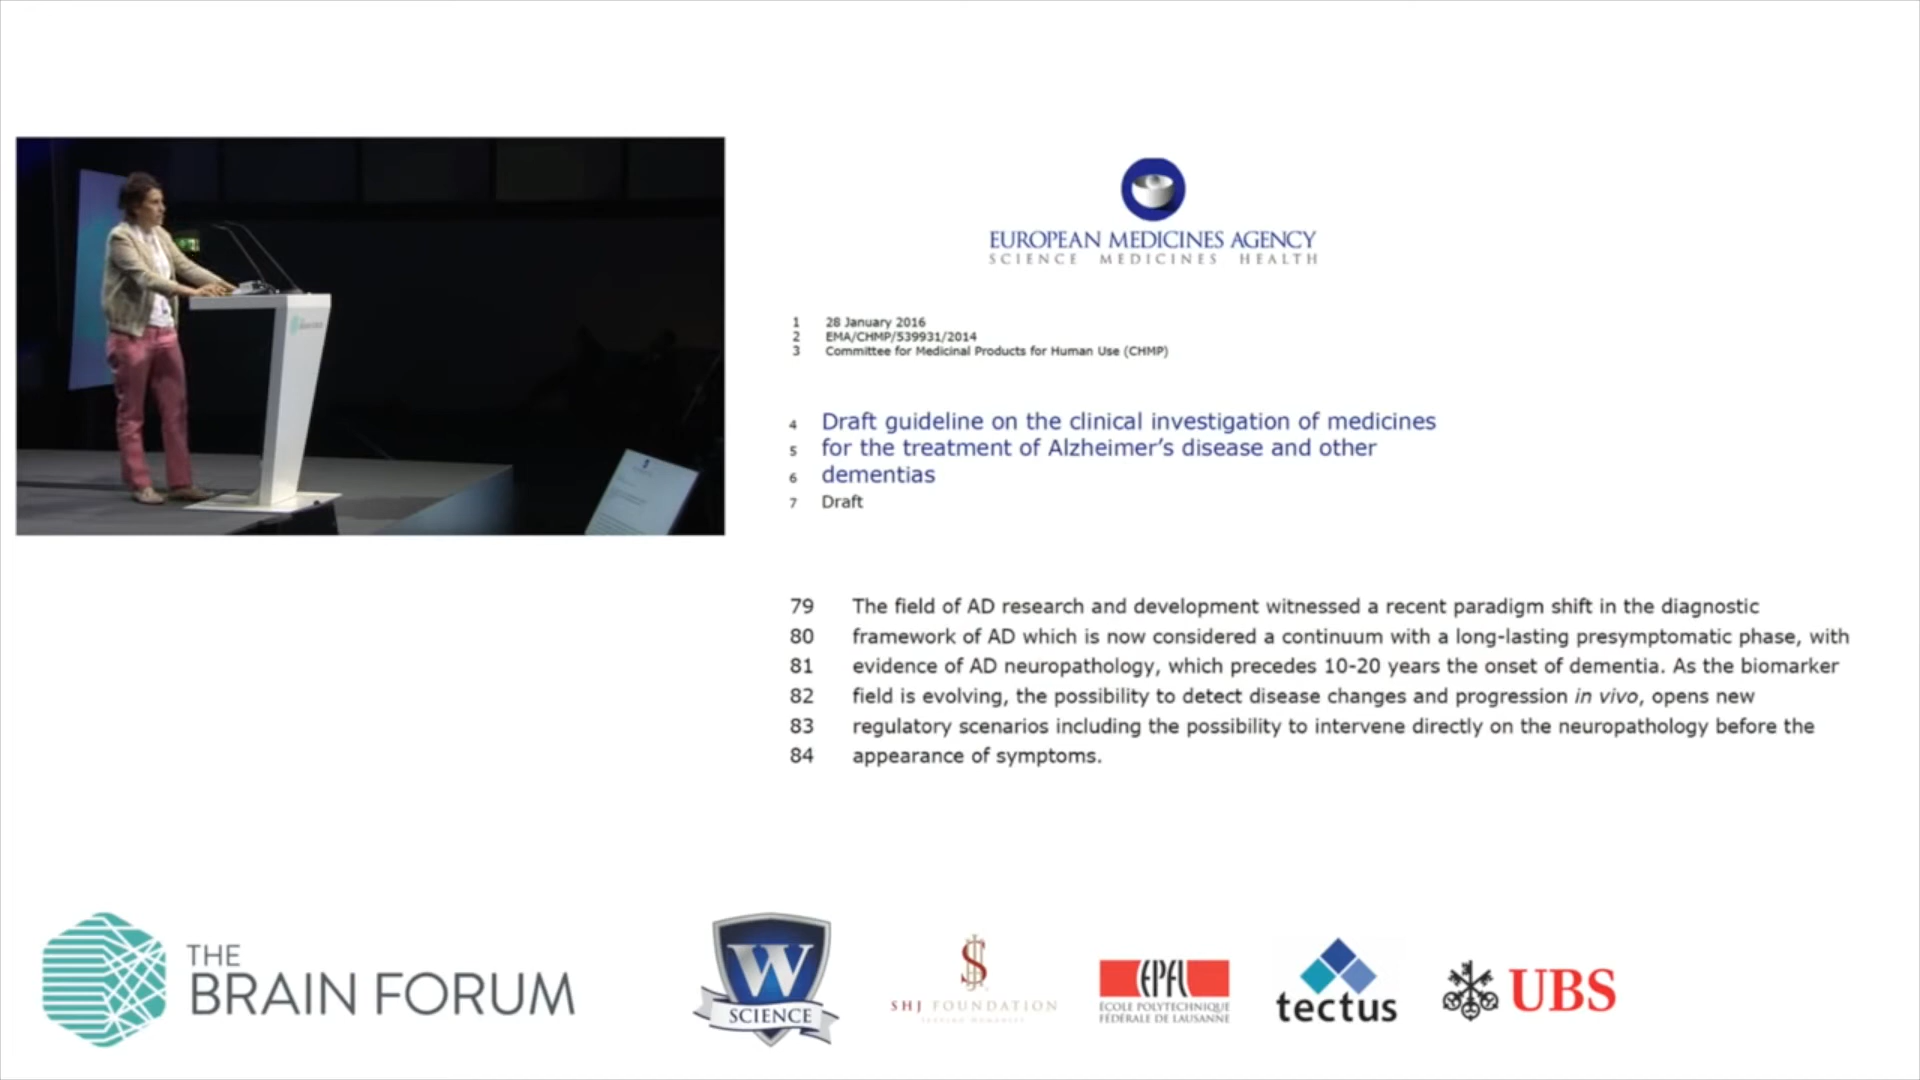 EUROPEAN MEDICINES AGENCY
SCIENCE MEDICINES HEALTH
1 28 January 2016
2 EMA/CHMP/539931/2014
3 Committee for Medicinal Products for Human Use (CHMP)
4 Draft guideline on the clinical investigation of medicines
5 for the treatment of Alzheimer's disease and other
6 dementias
7 Draft
79 The field of AD research and development witnessed a recent paradigm shift in the diagnostic
80 framework of AD which is now considered a continuum with a long-lasting presymptomatic phase, with
81 evidence of AD neuropathology, which precedes 10-20 years the onset of dementia. As the biomarker
82 field is evolving, the possibility to detect disease changes and progression in vivo, opens new
83 regulatory scenarios including the possibility to intervene directly on the neuropathology before the
84 appearance of symptoms.
THE
BRAIN FORUM
W
SCIENCE
SHJ FOUNDATION
EPFL
ÉCOLE POLYTECHNIQUE
FÉDÉRALE DE LAUSANNE
tectus
UBS